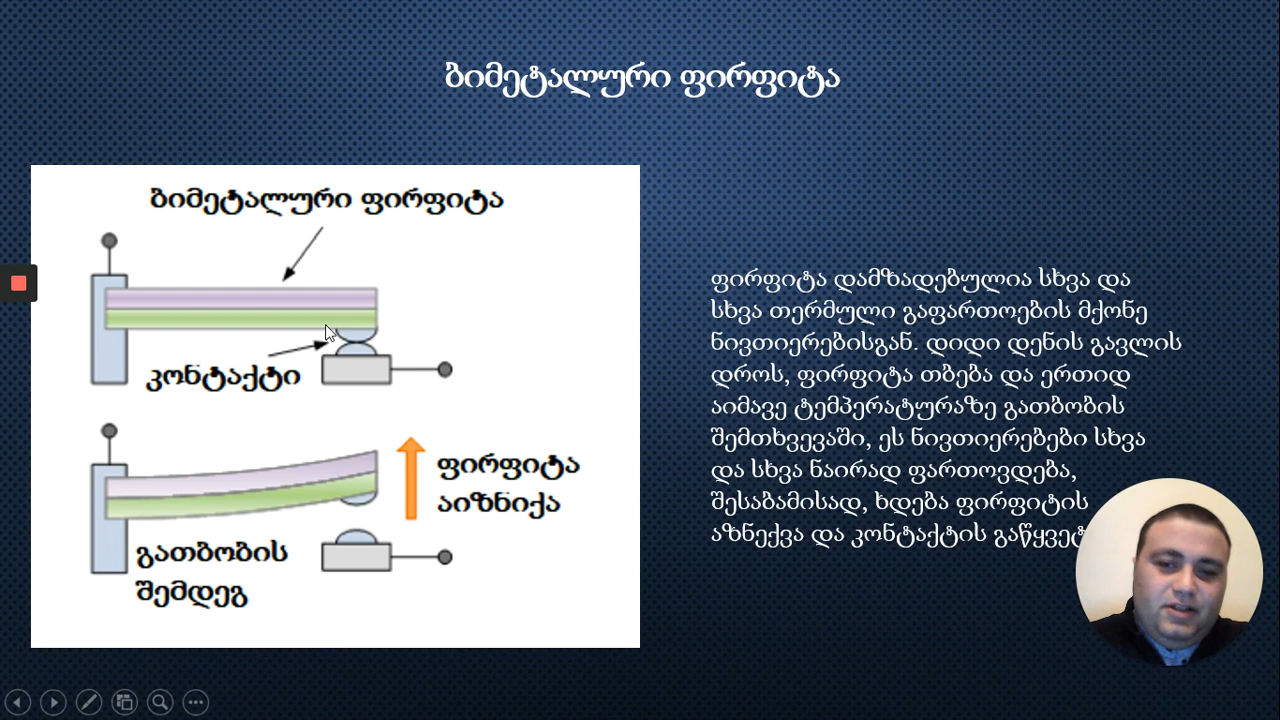 ბიმეტალური ფირფიტა
ბიმეტალური ფირფიტა
კონტაქტი
ფირფიტა
აიზნიქა
გათბობის
შემდეგ
ფირფიტა დამზადებულია სხვა და
სხვა თერმული გაფართოების მქონე
ნივთიერებისგან. დიდი დენის გავლის
დროს, ფირფიტა თბება და ერთიდ
აიმავე ტემპერატურაზე გათბობის
შემთხვევაში, ეს ნივთიერებები სხვა
და სხვა ნაირად ფართოვდება,
შესაბამისად, ხდება ფირფიტის
აზნექვა და კონტაქტის